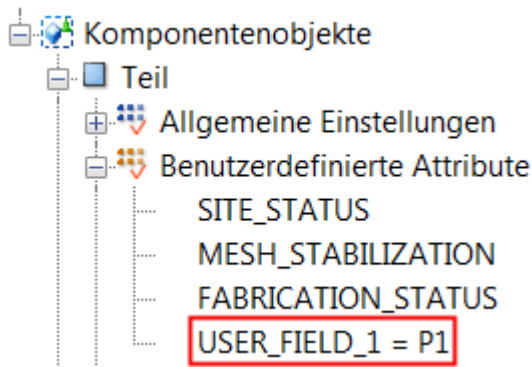 Komponentenobjekte
Teil
Allgemeine Einstellungen
Benutzerdefinierte Attribute
SITE_STATUS
MESH_STABILIZATION
FABRICATION_STATUS
USER_FIELD_1 = P1